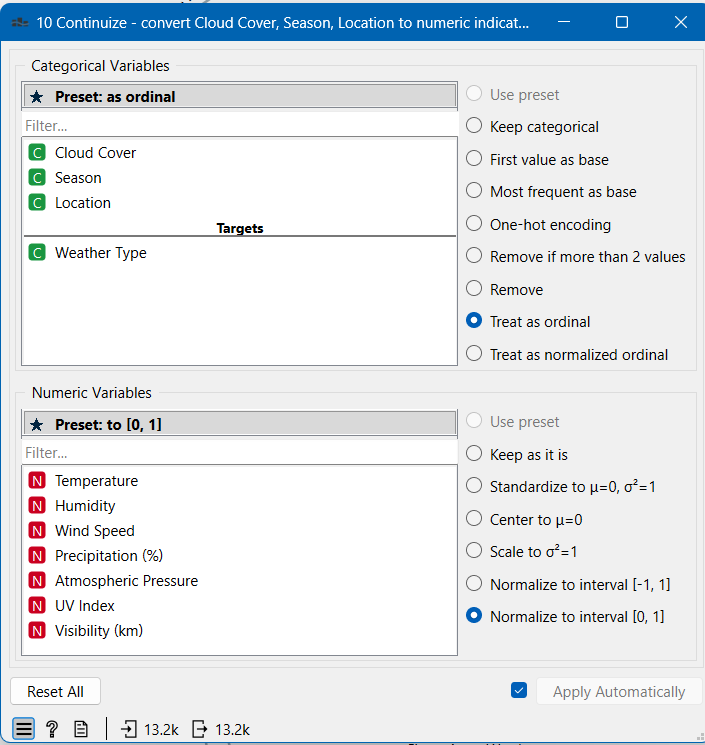 10 Continuize - convert Cloud Cover, Season, Location to numeric indicat...
Categorical Variables
Preset: as ordinal
Filter...
C Cloud Cover
C Season
C Location
Targets
C Weather Type
Use preset
Keep categorical
First value as base
Most frequent as base
One-hot encoding
Remove if more than 2 values
Remove
Treat as ordinal
Treat as normalized ordinal
Numeric Variables
Preset: to [0, 1]
Filter...
N Temperature
N Humidity
N Wind Speed
N Precipitation (%)
N Atmospheric Pressure
N UV Index
N Visibility (km)
Use preset
Keep as it is
Standardize to μ=0, σ²=1
Center to μ=0
Scale to σ²=1
Normalize to interval [-1, 1]
Normalize to interval [0, 1]
Reset All
Apply Automatically
? 13.2k 13.2k